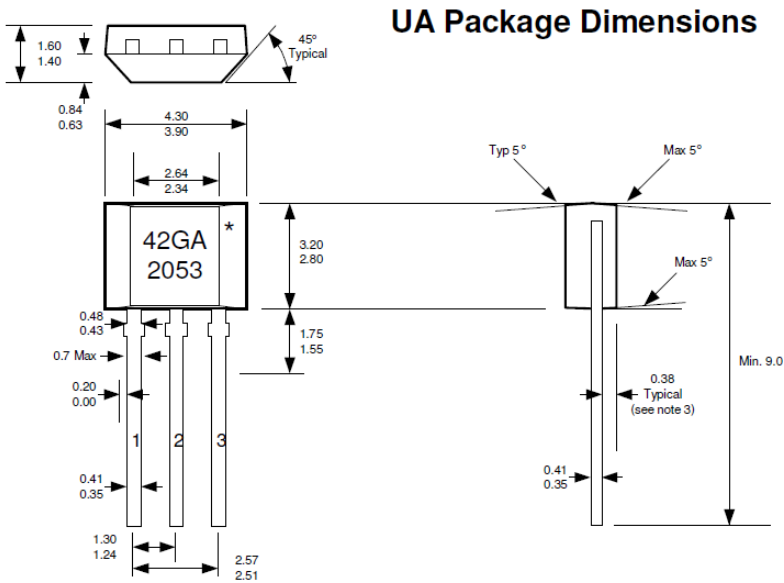 UA Package Dimensions
1.60
1.40
45°
Typical
0.84
0.63
4.30
3.90
Typ 5°
Max 5°
2.64
2.34
42GA
*
2053
3.20
2.80
Max 5°
0.48
0.43
1.75
1.55
0.7 Max
Min. 9.0
0.20
0.00
0.38
Typical
(see note 3)
1 2 3
0.41
0.35
0.41
0.35
1.30
1.24
2.57
2.51